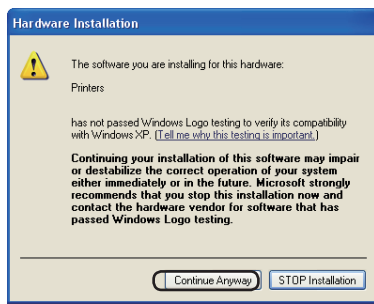 Hardware Installation
The software you are installing for this hardware:
Printers
has not passed Windows Logo testing to verify its compatibility
with Windows XP. (Tell me why this testing is important.)
Continuing your installation of this software may impair
or destabilize the correct operation of your system
either immediately or in the future. Microsoft strongly
recommends that you stop this installation now and
contact the hardware vendor for software that has
passed Windows Logo testing.
Continue Anyway
STOP Installation